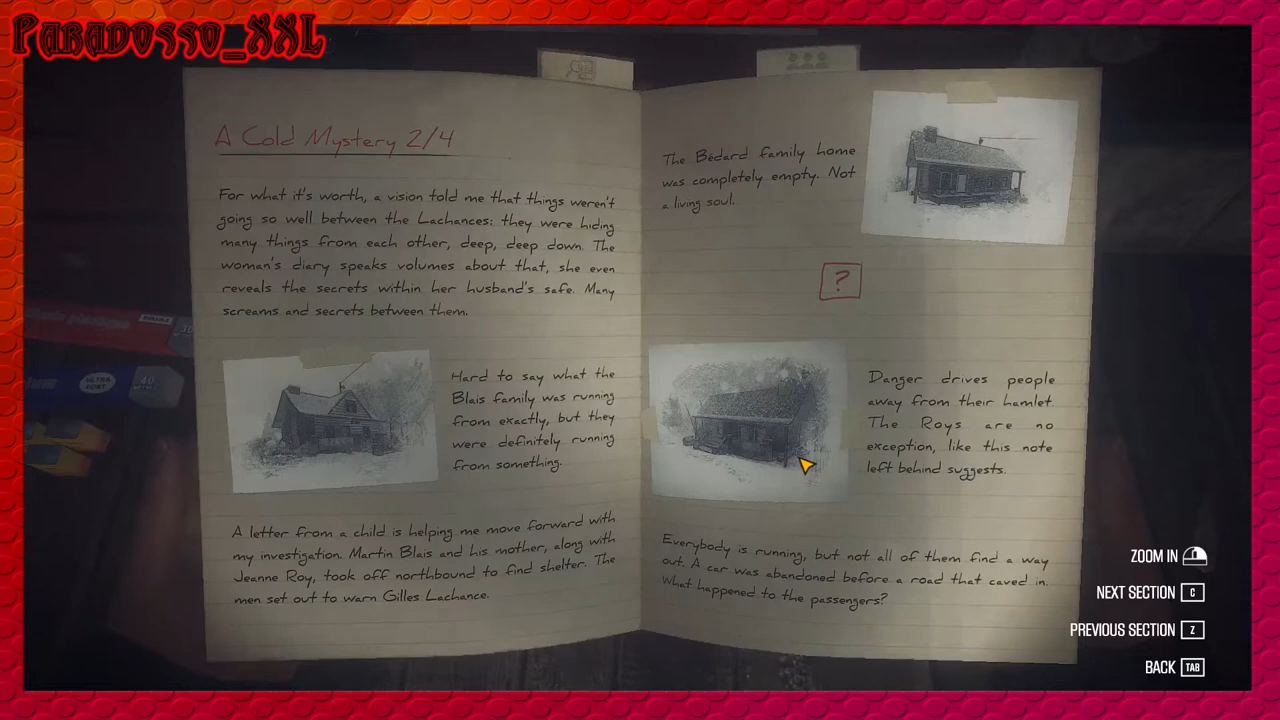 Paradosso_XXL
A Cold Mystery 2/4
For what it's worth, a vision told me that things weren't
going so well between the Lachances: they were hiding
many things from each other, deep, deep down. The
woman's diary speaks volumes about that, she even
reveals the secrets within her husband's safe. Many
screams and secrets between them.
Hard to say what the
Blais family was running
from exactly, but they
were definitely running
from something.
A letter from a child is helping me move forward with
my investigation. Martin Blais and his mother, along with
Jeanne Roy, took off northbound to find shelter. The
men set out to warn Gilles Lachance.
The Bédard family home
was completely empty. Not
a living soul.
?
Danger drives people
away from their hamlet.
The Roys are no
exception, like this note
left behind suggests.
Everybody is running, but not all of them find a way
out. A car was abandoned before a road that caved in.
What happened to the passengers?
ULTRA
FORT
40
ZOOM IN
NEXT SECTION C
PREVIOUS SECTION Z
BACK TAB